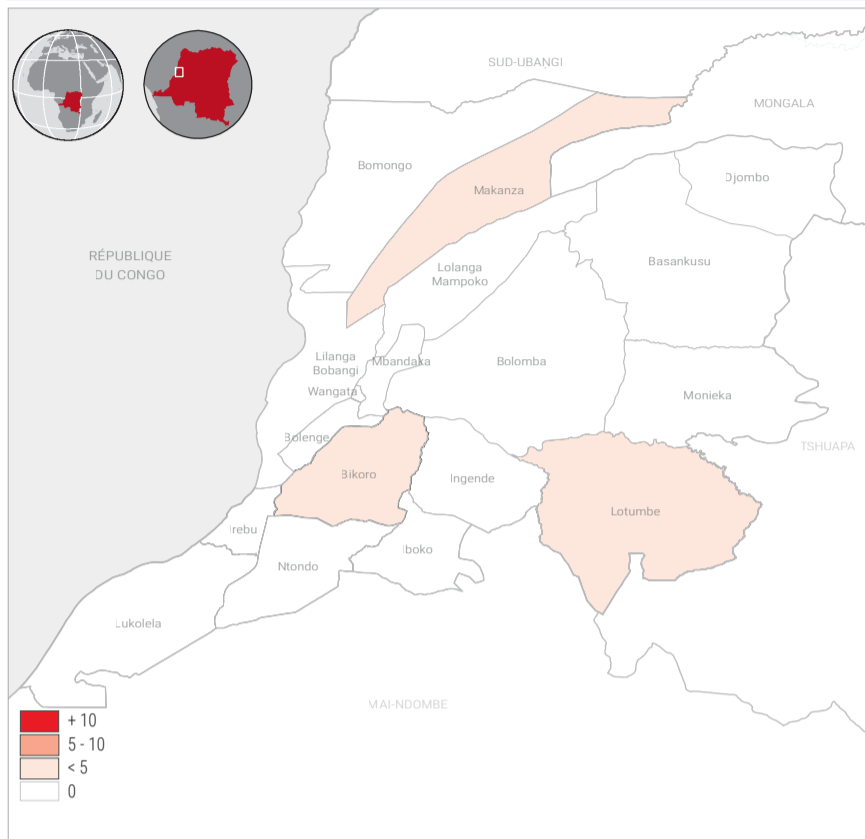 SUD-UBANGI
MONGALA
Bomongo
Djombo
Makanza
RÉPUBLIQUE
DU CONGO
Basankusu
Lolanga
Mampoko
Lilanga
Bobangi
Mbandaka
Bolomba
Wangata
Monieka
Bolenge
TSHUAPA
Bikoro
Ingende
Lotumbe
Irebu
Iboko
Ntondo
Lukolela
MAI-NDOMBE
+ 10
5 - 10
< 5
0